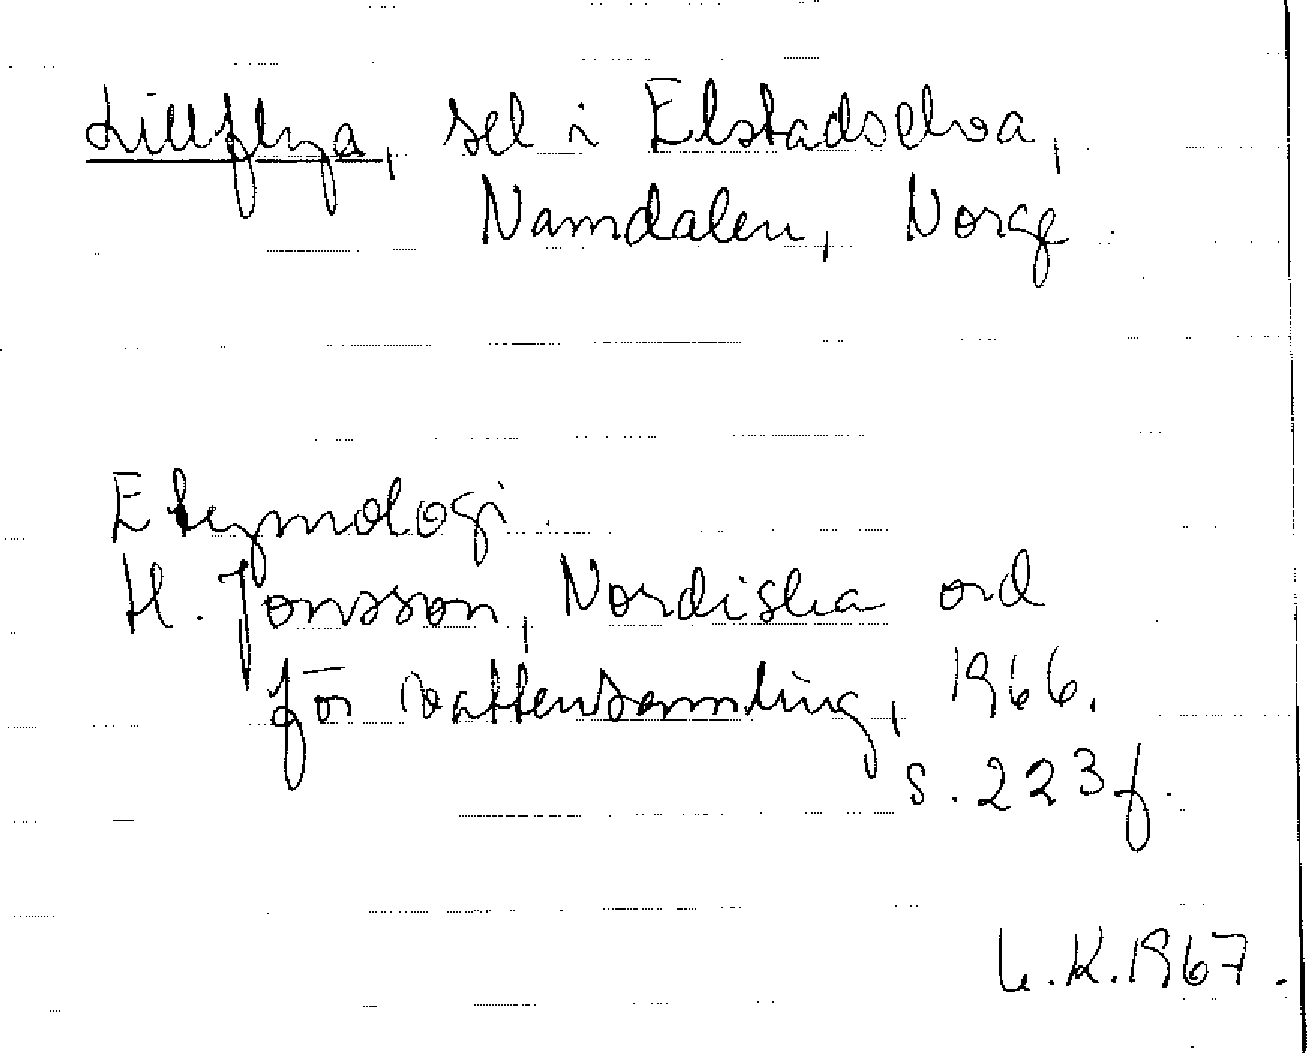 Lillflya, sel i Elstadselva,
Namdalen, Norge.
Etymologi.
H. Jonsson, Nordiska ord
för vattensamling, 1966.
s. 223 f.
L.K. 1967.